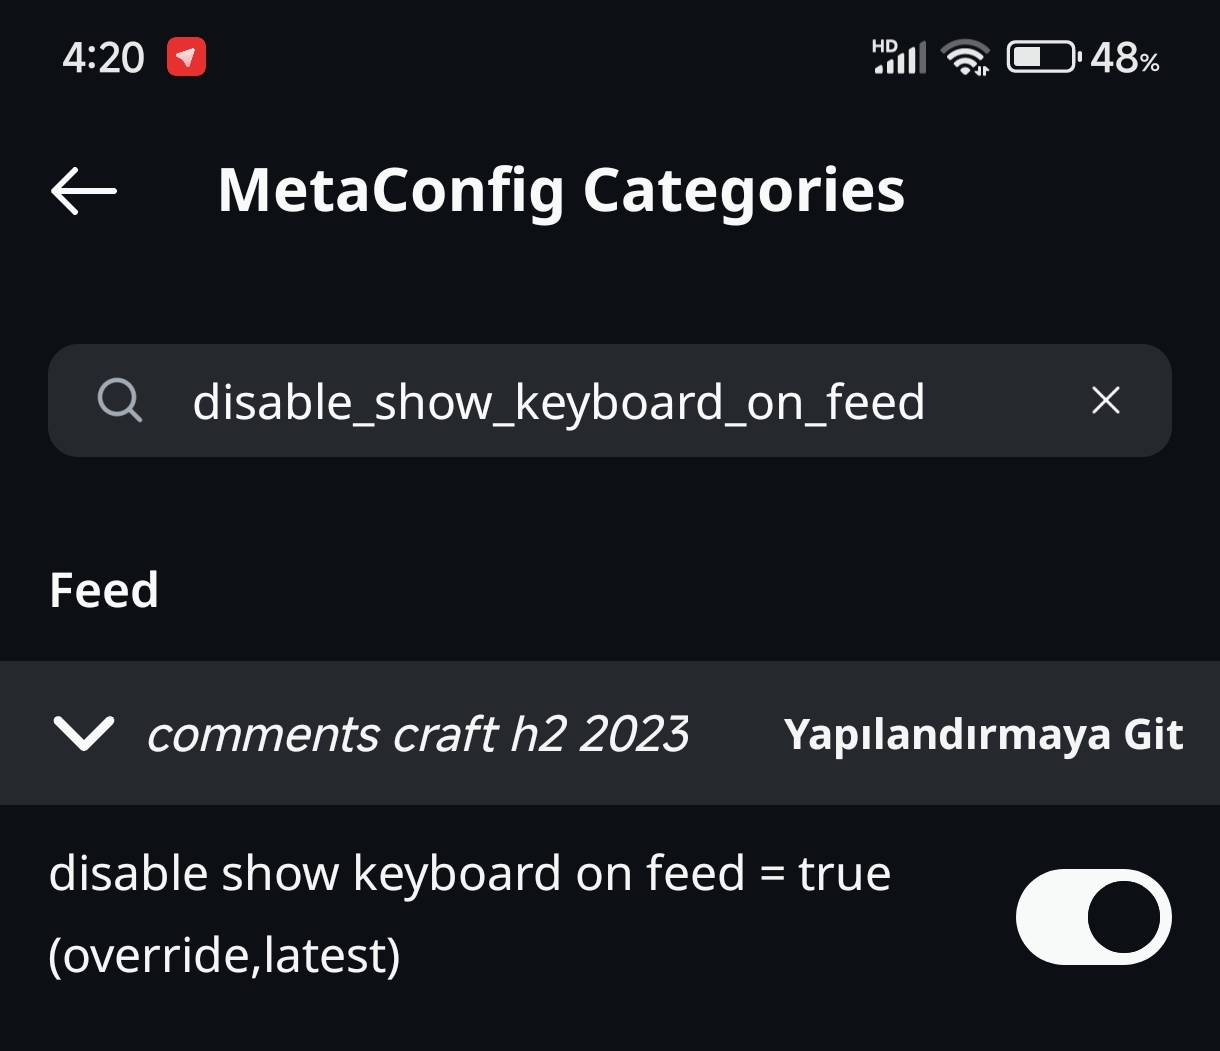 4:20 HD 48%
MetaConfig Categories
disable_show_keyboard_on_feed
Feed
comments craft h2 2023 Yapılandırmaya Git
disable show keyboard on feed = true
(override,latest)